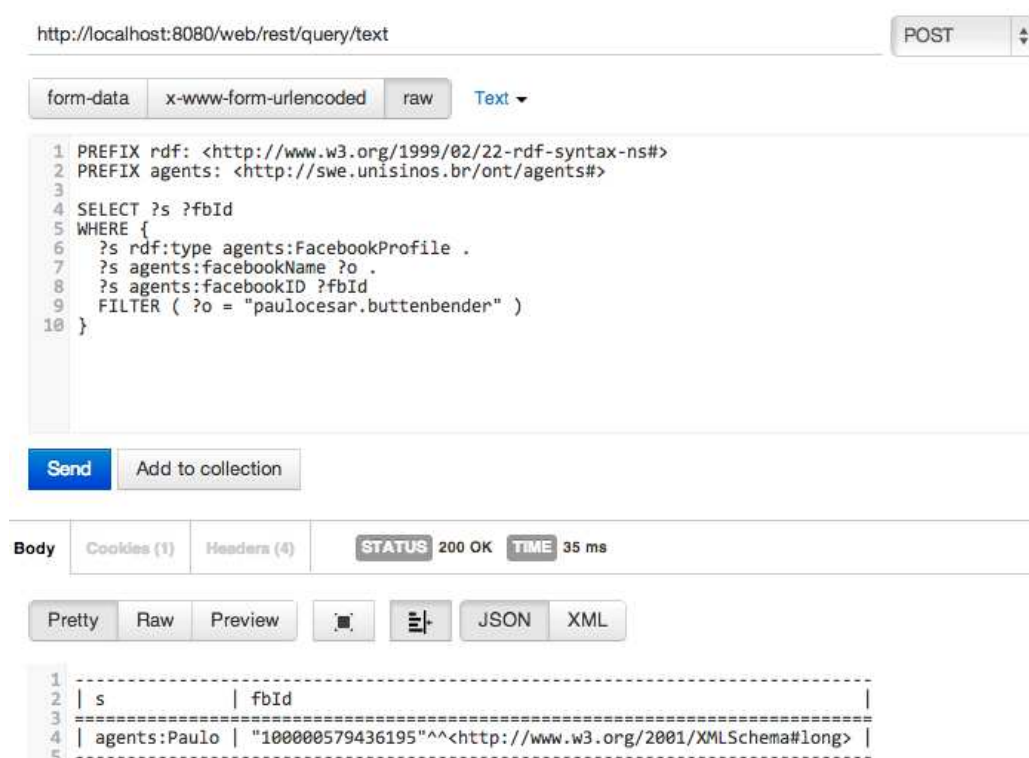 http://localhost:8080/web/rest/query/text POST
form-data x-www-form-urlencoded raw Text
1 PREFIX rdf: <http://www.w3.org/1999/02/22-rdf-syntax-ns#>
2 PREFIX agents: <http://swe.unisinos.br/ont/agents#>
3
4 SELECT ?s ?fbId
5 WHERE {
6   ?s rdf:type agents:FacebookProfile .
7   ?s agents:facebookName ?o .
8   ?s agents:facebookID ?fbId
9   FILTER ( ?o = "paulocesar.buttenbender" )
10 }
Send Add to collection
Body Cookies (1) Headers (4) STATUS 200 OK TIME 35 ms
Pretty Raw Preview JSON XML
1 -----------------------------------------------------------------------------
2 | s            | fbId                                                       |
3 =============================================================================
4 | agents:Paulo | "100000579436195"^^<http://www.w3.org/2001/XMLSchema#long> |
5 -----------------------------------------------------------------------------